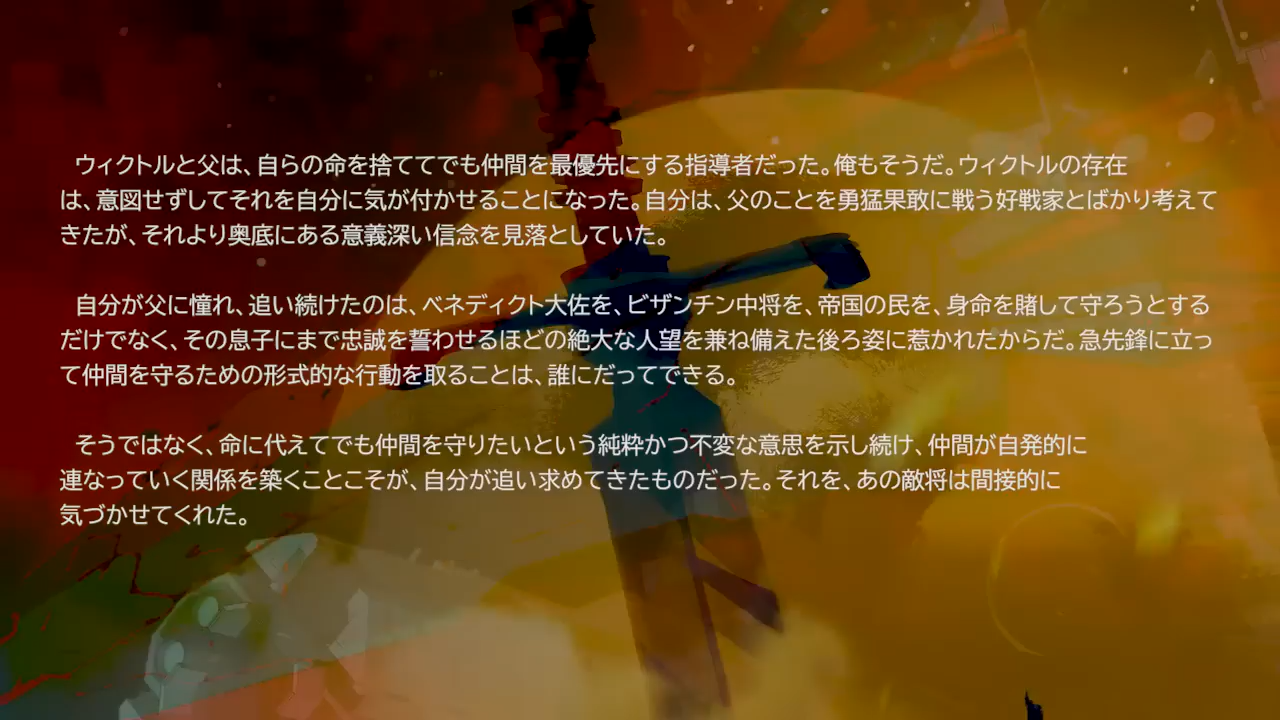 ウィクトルと父は、自らの命を捨ててでも仲間を最優先にする指導者だった。俺もそうだ。ウィクトルの存在
は、意図せずしてそれを自分に気が付かせることになった。自分は、父のことを勇猛果敢に戦う好戦家とばかり考えて
きたが、それより奥底にある意義深い信念を見落としていた。
自分が父に憧れ、追い続けたのは、ベネディクト大佐を、ビザンチン中将を、帝国の民を、身命を賭して守ろうとする
だけでなく、その息子にまで忠誠を誓わせるほどの絶大な人望を兼ね備えた後ろ姿に惹かれたからだ。急先鋒に立っ
て仲間を守るための形式的な行動を取ることは、誰にだってできる。
そうではなく、命に代えてでも仲間を守りたいという純粋かつ不変な意思を示し続け、仲間が自発的に
連なっていく関係を築くことこそが、自分が追い求めてきたものだった。それを、あの敵将は間接的に
気づかせてくれた。